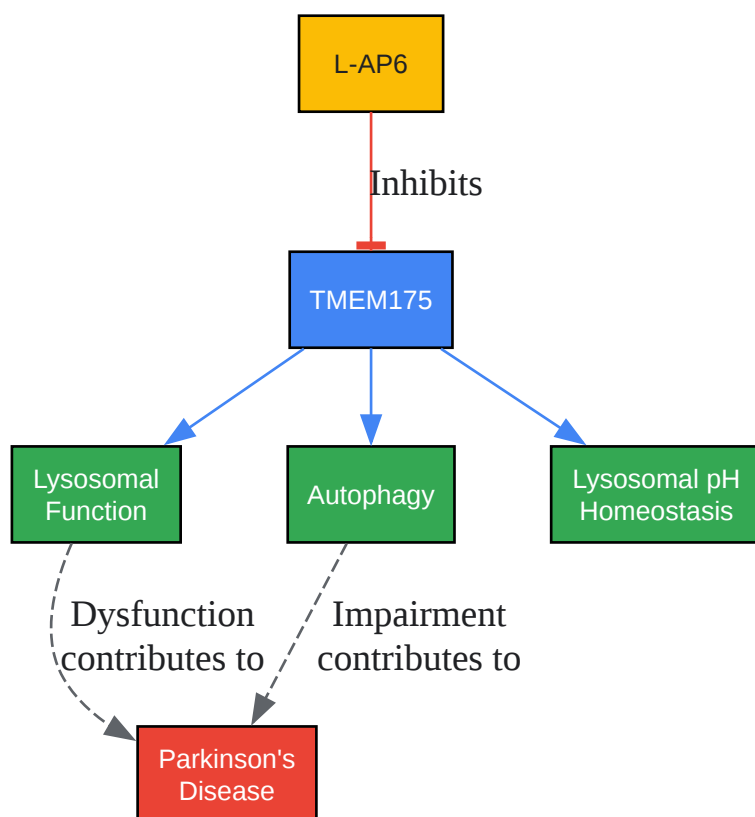 L-AP6
Inhibits
TMEM175
Lysosomal
Function
Autophagy
Lysosomal pH
Homeostasis
Dysfunction
contributes to
Impairment
contributes to
Parkinson's
Disease